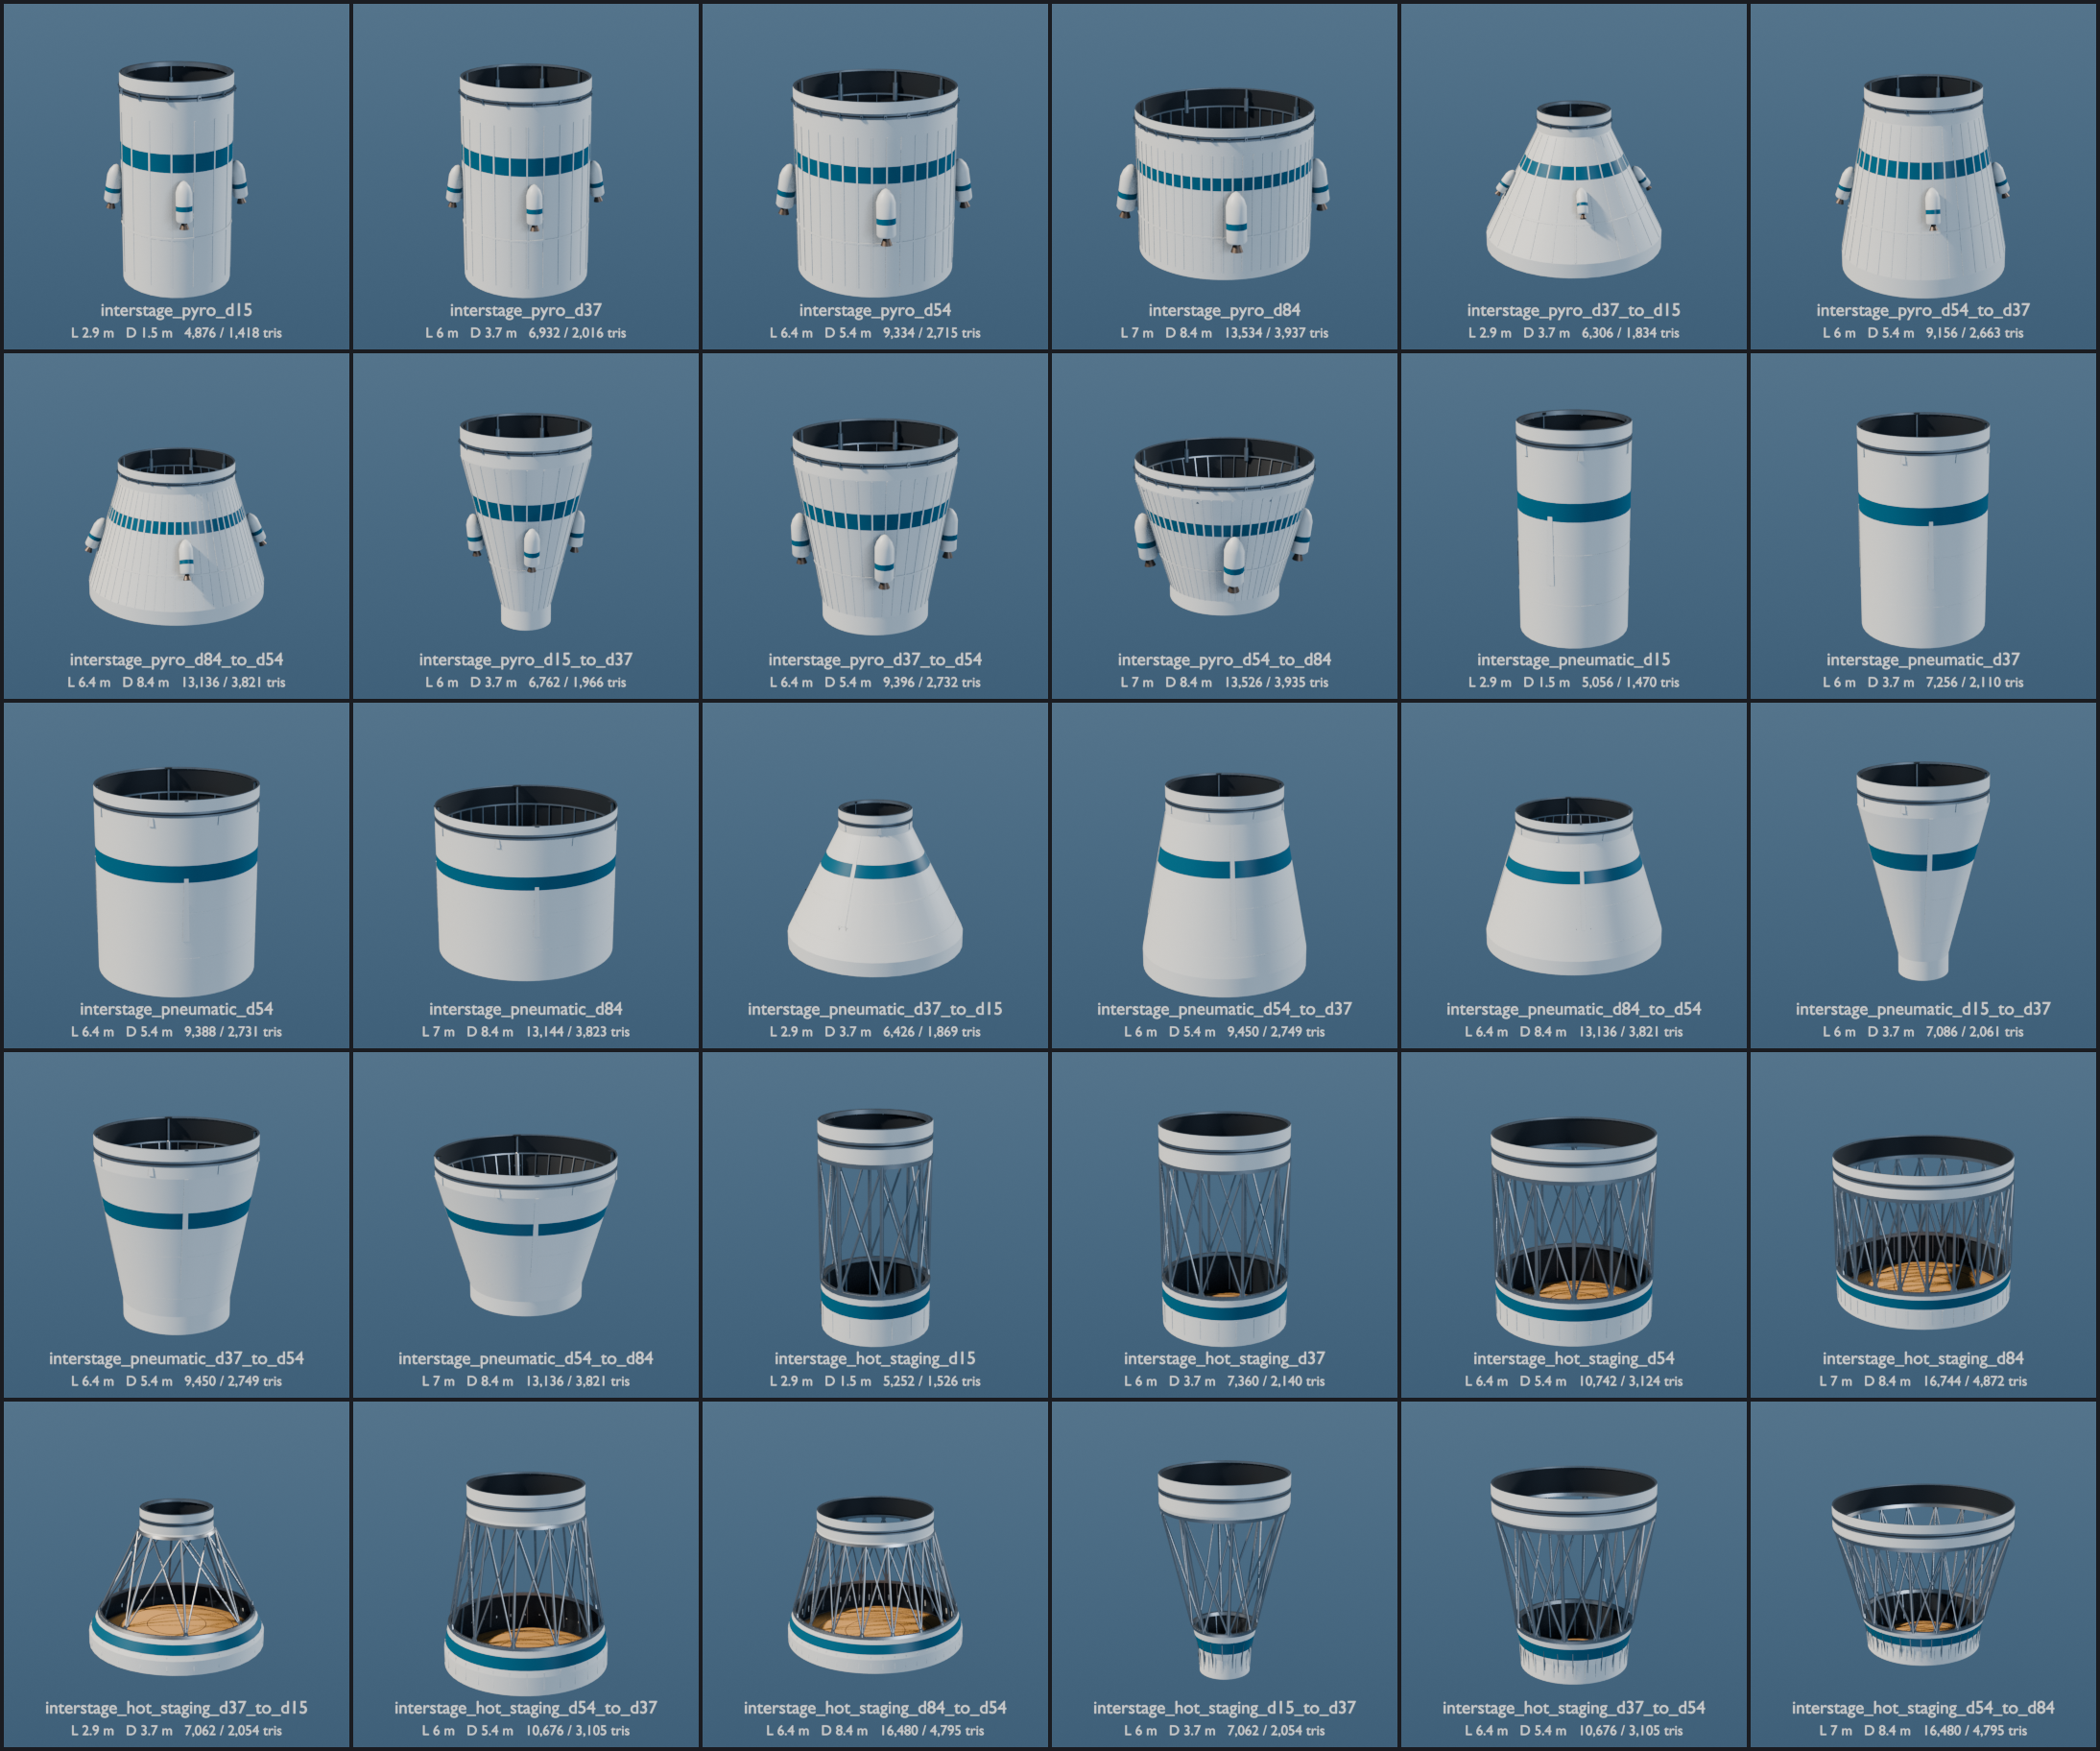 interstage_pyro_d15
L 2.9 m D 1.5 m 4,876 / 1,418 tris
interstage_pyro_d37
L 6 m D 3.7 m 6,932 / 2,016 tris
interstage_pyro_d54
L 6.4 m D 5.4 m 9,334 / 2,715 tris
interstage_pyro_d84
L 7 m D 8.4 m 13,534 / 3,937 tris
interstage_pyro_d37_to_d15
L 2.9 m D 3.7 m 6,306 / 1,834 tris
interstage_pyro_d54_to_d37
L 6 m D 5.4 m 9,156 / 2,663 tris
interstage_pyro_d84_to_d54
L 6.4 m D 8.4 m 13,136 / 3,821 tris
interstage_pyro_d15_to_d37
L 6 m D 3.7 m 6,762 / 1,966 tris
interstage_pyro_d37_to_d54
L 6.4 m D 5.4 m 9,396 / 2,732 tris
interstage_pyro_d54_to_d84
L 7 m D 8.4 m 13,526 / 3,935 tris
interstage_pneumatic_d15
L 2.9 m D 1.5 m 5,056 / 1,470 tris
interstage_pneumatic_d37
L 6 m D 3.7 m 7,256 / 2,110 tris
interstage_pneumatic_d54
L 6.4 m D 5.4 m 9,388 / 2,731 tris
interstage_pneumatic_d84
L 7 m D 8.4 m 13,144 / 3,823 tris
interstage_pneumatic_d37_to_d15
L 2.9 m D 3.7 m 6,426 / 1,869 tris
interstage_pneumatic_d54_to_d37
L 6 m D 5.4 m 9,450 / 2,749 tris
interstage_pneumatic_d84_to_d54
L 6.4 m D 8.4 m 13,136 / 3,821 tris
interstage_pneumatic_d15_to_d37
L 6 m D 3.7 m 7,086 / 2,061 tris
interstage_pneumatic_d37_to_d54
L 6.4 m D 5.4 m 9,450 / 2,749 tris
interstage_pneumatic_d54_to_d84
L 7 m D 8.4 m 13,136 / 3,821 tris
interstage_hot_staging_d15
L 2.9 m D 1.5 m 5,252 / 1,526 tris
interstage_hot_staging_d37
L 6 m D 3.7 m 7,360 / 2,140 tris
interstage_hot_staging_d54
L 6.4 m D 5.4 m 10,742 / 3,124 tris
interstage_hot_staging_d84
L 7 m D 8.4 m 16,744 / 4,872 tris
interstage_hot_staging_d37_to_d15
L 2.9 m D 3.7 m 7,062 / 2,054 tris
interstage_hot_staging_d54_to_d37
L 6 m D 5.4 m 10,676 / 3,105 tris
interstage_hot_staging_d84_to_d54
L 6.4 m D 8.4 m 16,480 / 4,795 tris
interstage_hot_staging_d15_to_d37
L 6 m D 3.7 m 7,062 / 2,054 tris
interstage_hot_staging_d37_to_d54
L 6.4 m D 5.4 m 10,676 / 3,105 tris
interstage_hot_staging_d54_to_d84
L 7 m D 8.4 m 16,480 / 4,795 tris